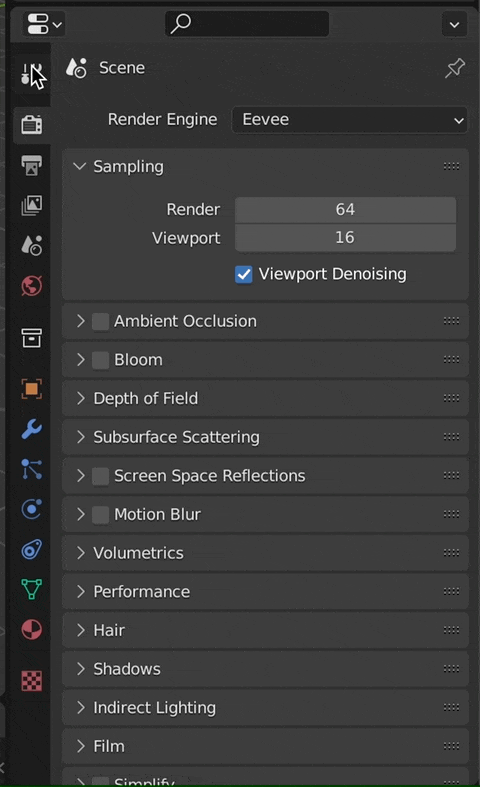 Scene
Render Engine Eevee
Sampling
Render 64
Viewport 16
Viewport Denoising
Ambient Occlusion
Bloom
Depth of Field
Subsurface Scattering
Screen Space Reflections
Motion Blur
Volumetrics
Performance
Hair
Shadows
Indirect Lighting
Film
Simplify